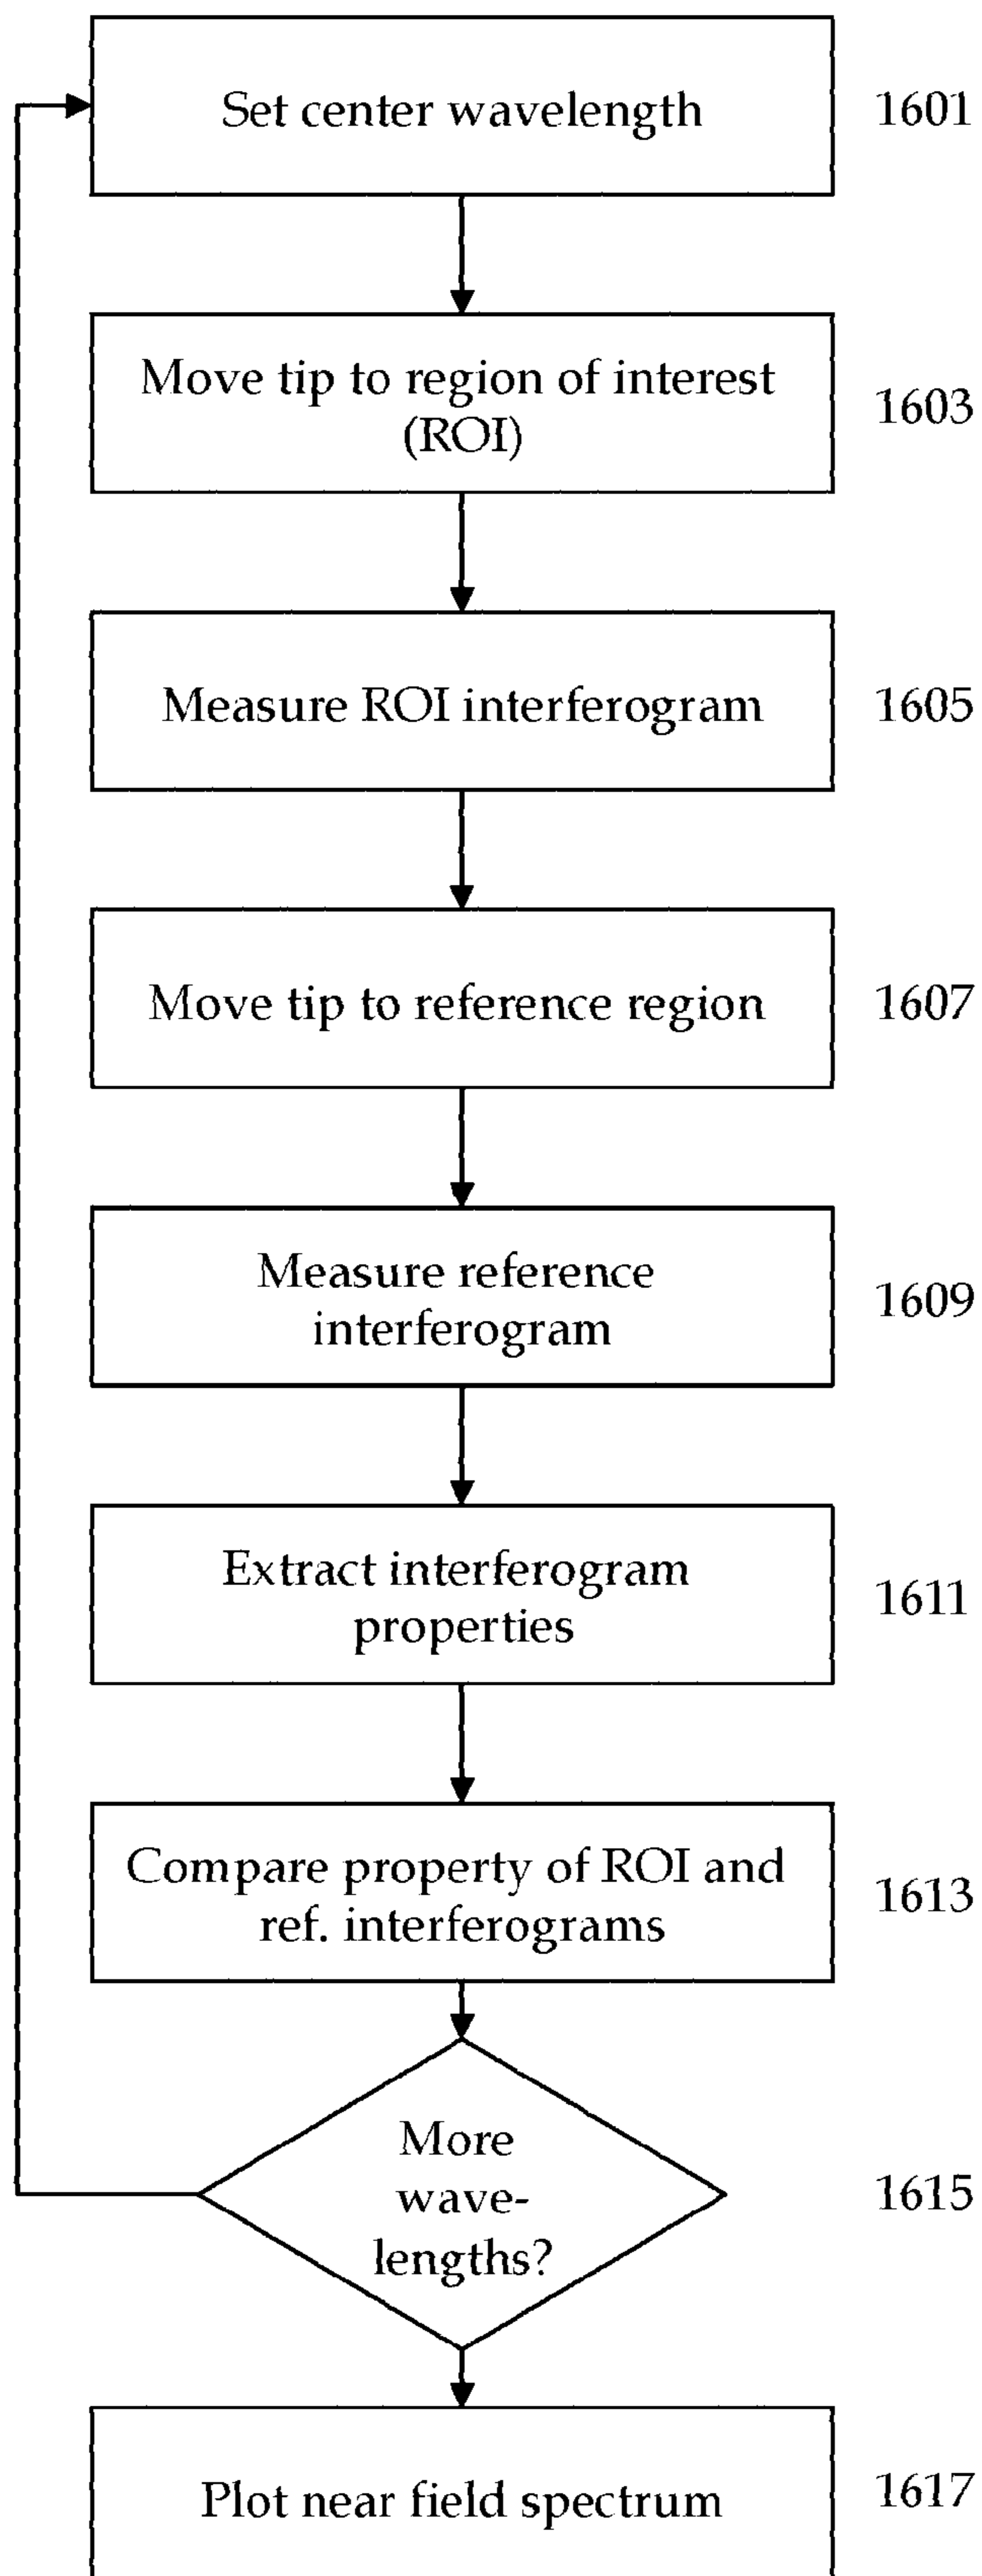 Set center wavelength
1601
Move tip to region of interest
(ROI)
1603
Measure ROI interferogram
1605
Move tip to reference region
1607
Measure reference
interferogram
1609
Extract interferogram
properties
1611
Compare property of ROI and
ref. interferograms
1613
More
wave-
lengths?
1615
Plot near field spectrum
1617